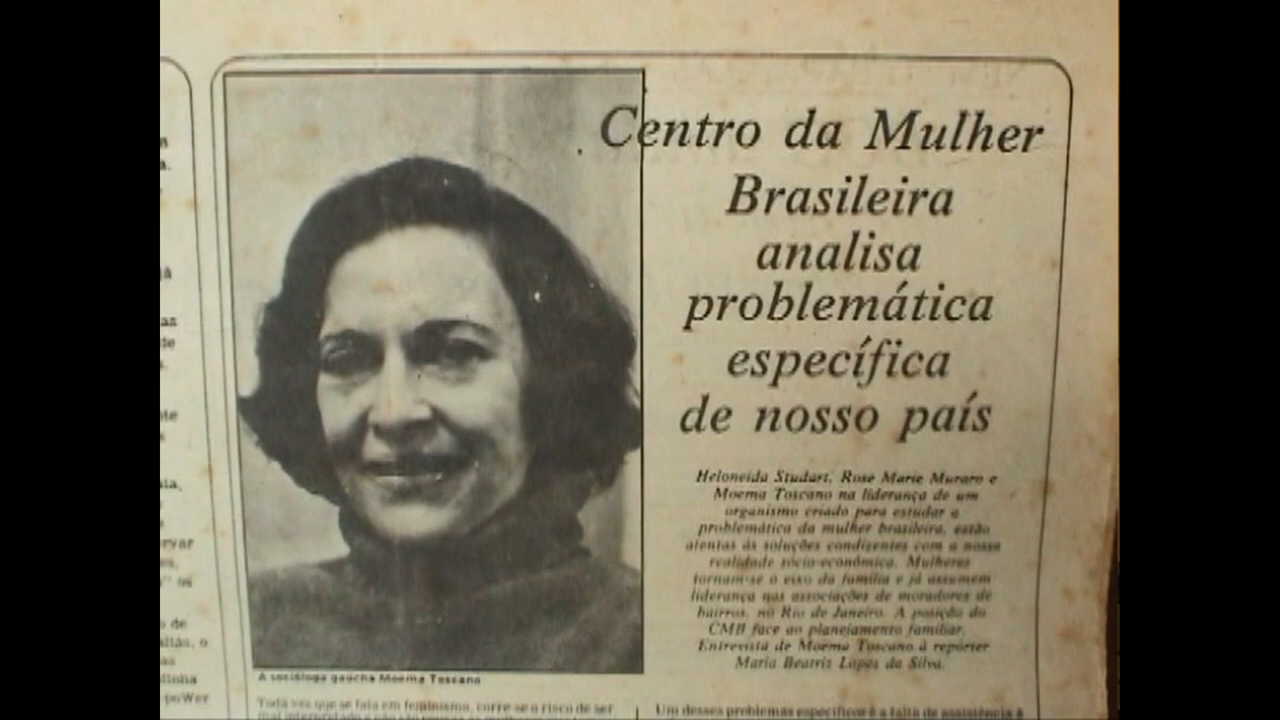 Centro da Mulher
Brasileira
analisa
problemática
específica
de nosso país
Heloneida Studart, Rose Marie Muraro e
Moema Toscano na liderança de um
organismo criado para estudar a
problemática da mulher brasileira, estão
atentas às soluções condizentes com a nossa
realidade sócio-econômica. Mulheres
tornam-se o eixo da família e já assumem
liderança nas associações de moradores de
bairros, no Rio de Janeiro. A posição do
CMB face ao planejamento familiar.
Entrevista de Moema Toscano à repórter
Maria Beatriz Lopes da Silva.
A socióloga gaúcha Moema Toscano
Toda vez que se fala em feminismo, corre-se o risco de ser
Um desses problemas específicos é a falta de assistência à